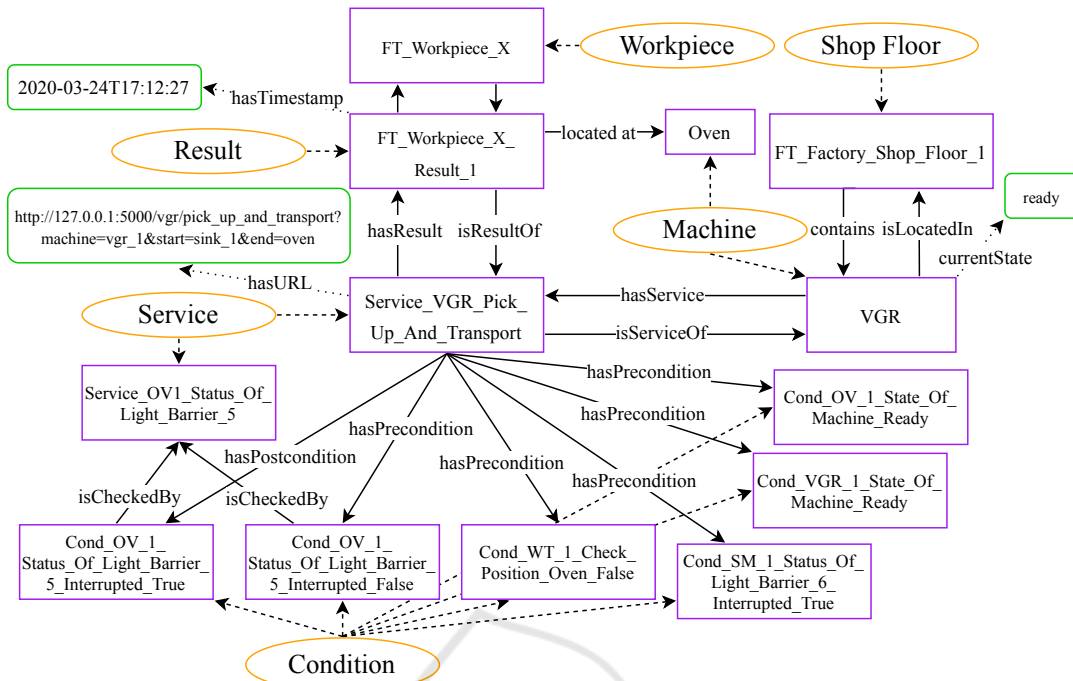 FT_Workpiece_X
Workpiece
Shop Floor
2020-03-24T17:12:27
hasTimestamp
Result
FT_Workpiece_X_
Result_1
located at
Oven
FT_Factory_Shop_Floor_1
ready
http://127.0.0.1:5000/vgr/pick_up_and_transport?
machine=vgr_1&start=sink_1&end=oven
hasResult
isResultOf
Machine
contains
isLocatedIn
currentState
hasURL
Service
Service_VGR_Pick_
Up_And_Transport
hasService
isServiceOf
VGR
Service_OV1_Status_Of_
Light_Barrier_5
hasPrecondition
Cond_OV_1_State_Of_
Machine_Ready
hasPrecondition
hasPrecondition
hasPostcondition
hasPrecondition
hasPrecondition
isCheckedBy
isCheckedBy
Cond_VGR_1_State_Of_
Machine_Ready
Cond_OV_1_
Status_Of_Light_Barrier_
5_Interrupted_True
Cond_OV_1_
Status_Of_Light_Barrier_
5_Interrupted_False
Cond_WT_1_Check_
Position_Oven_False
Cond_SM_1_Status_Of_
Light_Barrier_6_
Interrupted_True
Condition